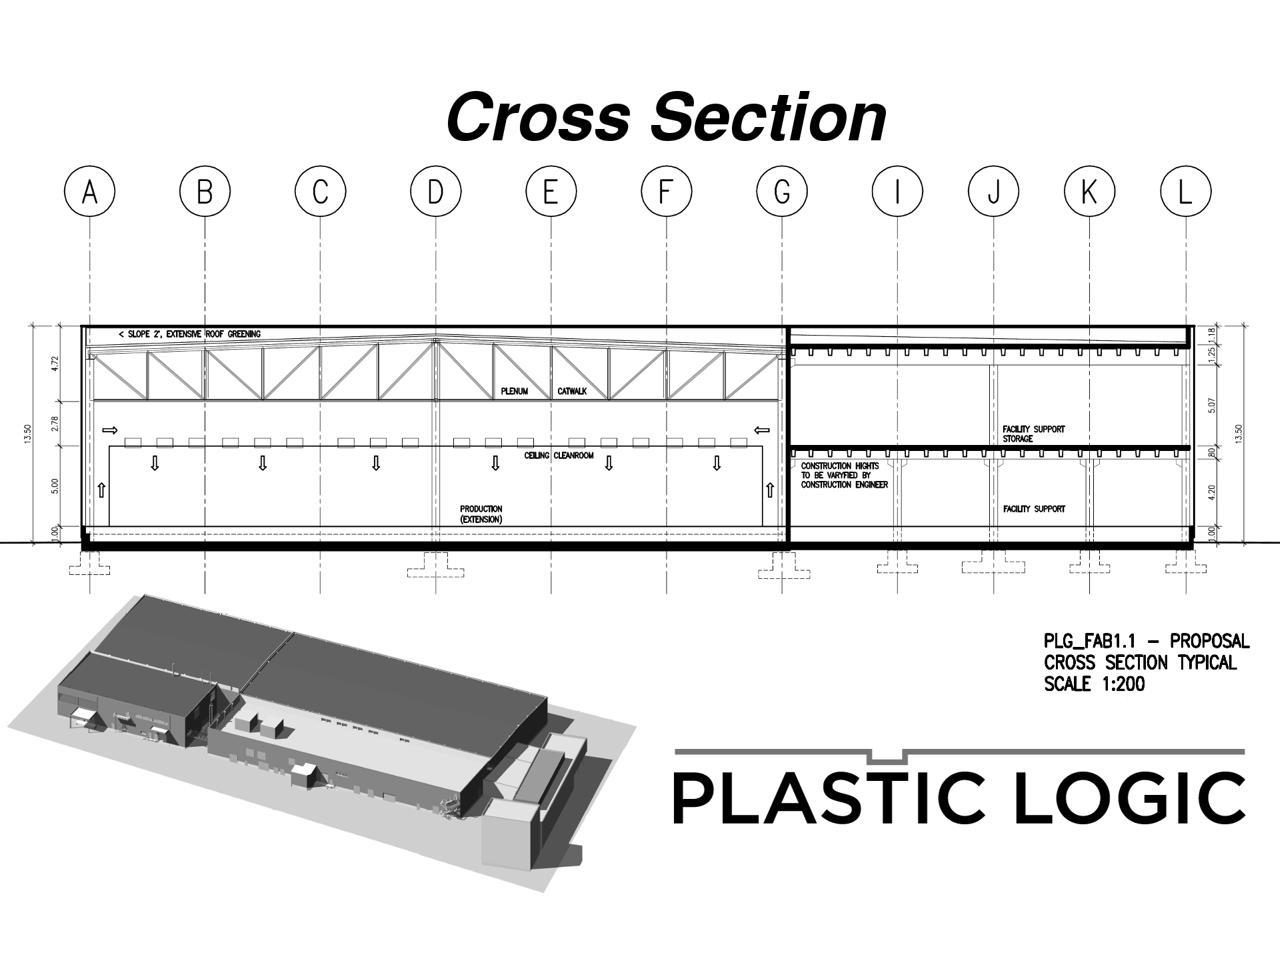 Cross Section
A B C D E F G I J K L
< SLOPE 2°, EXTENSIVE ROOF GREENING
13.50
4.72
2.78
5.00
1.00
PLENUM CATWALK
CEILING CLEANROOM
PRODUCTION
(EXTENSION)
FACILITY SUPPORT
STORAGE
CONSTRUCTION HIGHTS
TO BE VARYFIED BY
CONSTRUCTION ENGINEER
FACILITY SUPPORT
1.18
1.25
5.07
.80
4.20
1.00
13.50
PLG_FAB1.1 – PROPOSAL
CROSS SECTION TYPICAL
SCALE 1:200
PLASTIC LOGIC